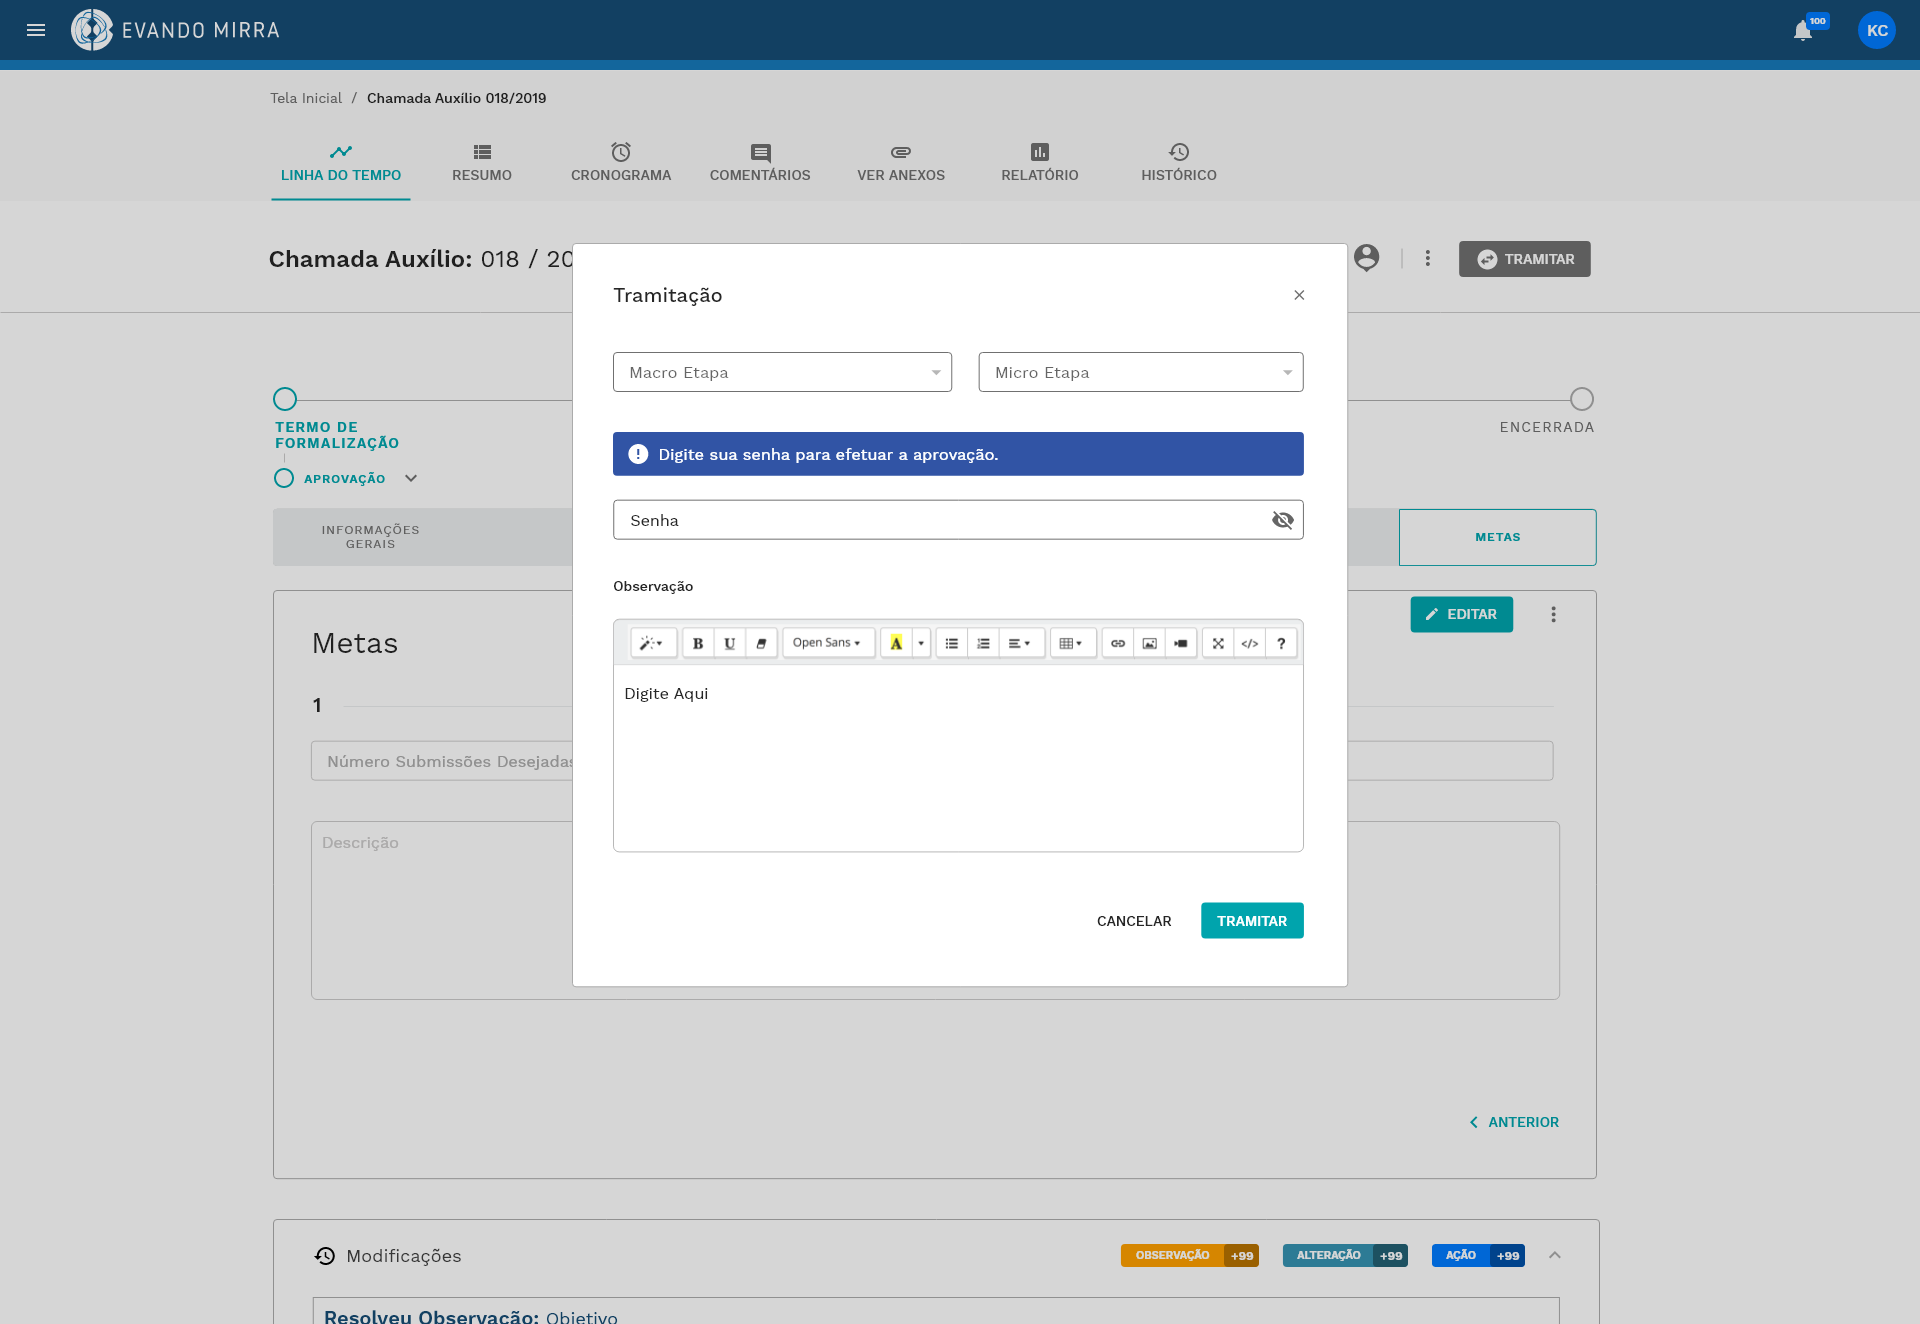 EVANDO MIRRA
100
KC
Tela Inicial / Chamada Auxílio 018/2019
LINHA DO TEMPO
RESUMO
CRONOGRAMA
COMENTÁRIOS
VER ANEXOS
RELATÓRIO
HISTÓRICO
Chamada Auxílio: 018 / 20
TRAMITAR
Tramitação
Macro Etapa
Micro Etapa
TERMO DE
FORMALIZAÇÃO
APROVAÇÃO
ENCERRADA
Digite sua senha para efetuar a aprovação.
Senha
INFORMAÇÕES
GERAIS
METAS
Observação
EDITAR
Metas
B U Open Sans A </> ?
Digite Aqui
1
Número Submissões Desejadas
Descrição
CANCELAR
TRAMITAR
ANTERIOR
Modificações
OBSERVAÇÃO +99
ALTERAÇÃO +99
AÇÃO +99
Resolveu Observação: Objetivo